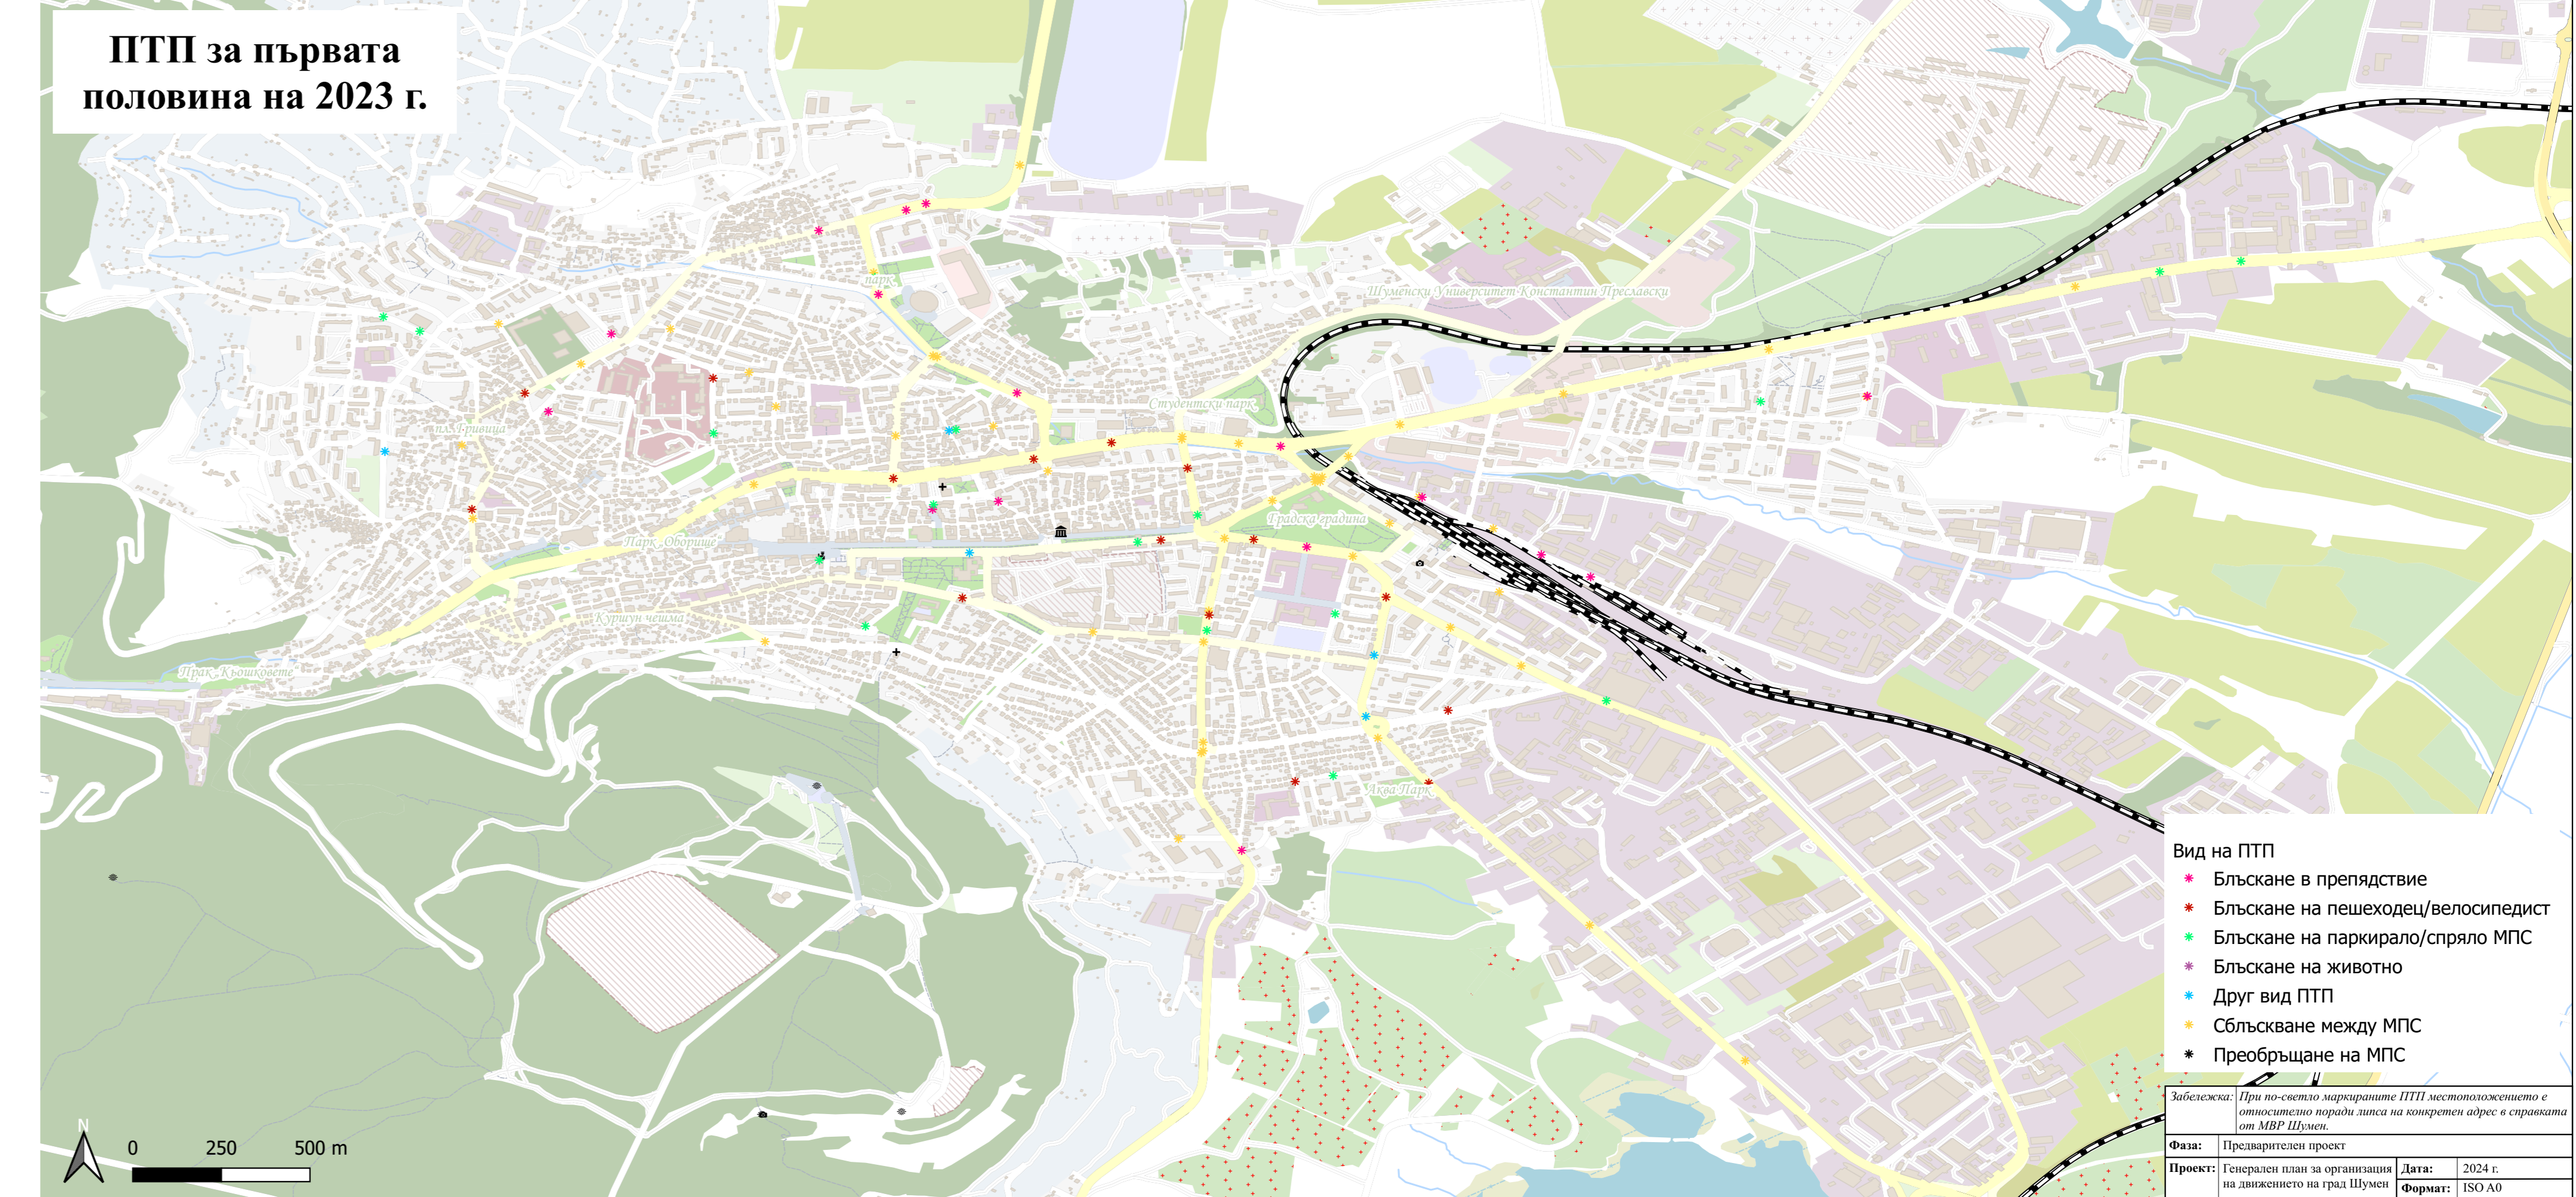 ПТП за първата
половина на 2023 г.
парк
Шуменски Университет Константин Преславски
Студентски парк
пл. Гривица
Градска градина
Парк „Оборище
Куршун чешма
Прак „Кьошковете
Аква Парк
N
0 250 500 m
Вид на ПТП
Блъскане в препядствие
Блъскане на пешеходец/велосипедист
Блъскане на паркирало/спряло МПС
Блъскане на животно
Друг вид ПТП
Сблъскване между МПС
Преобръщане на МПС
Забележка: При по-светло маркираните ПТП местоположението е
относително поради липса на конкретен адрес в справката
от МВР Шумен.
Фаза: Предварителен проект
Проект: Генерален план за организация
на движението на град Шумен
Дата: 2024 г.
Формат: ISO A0